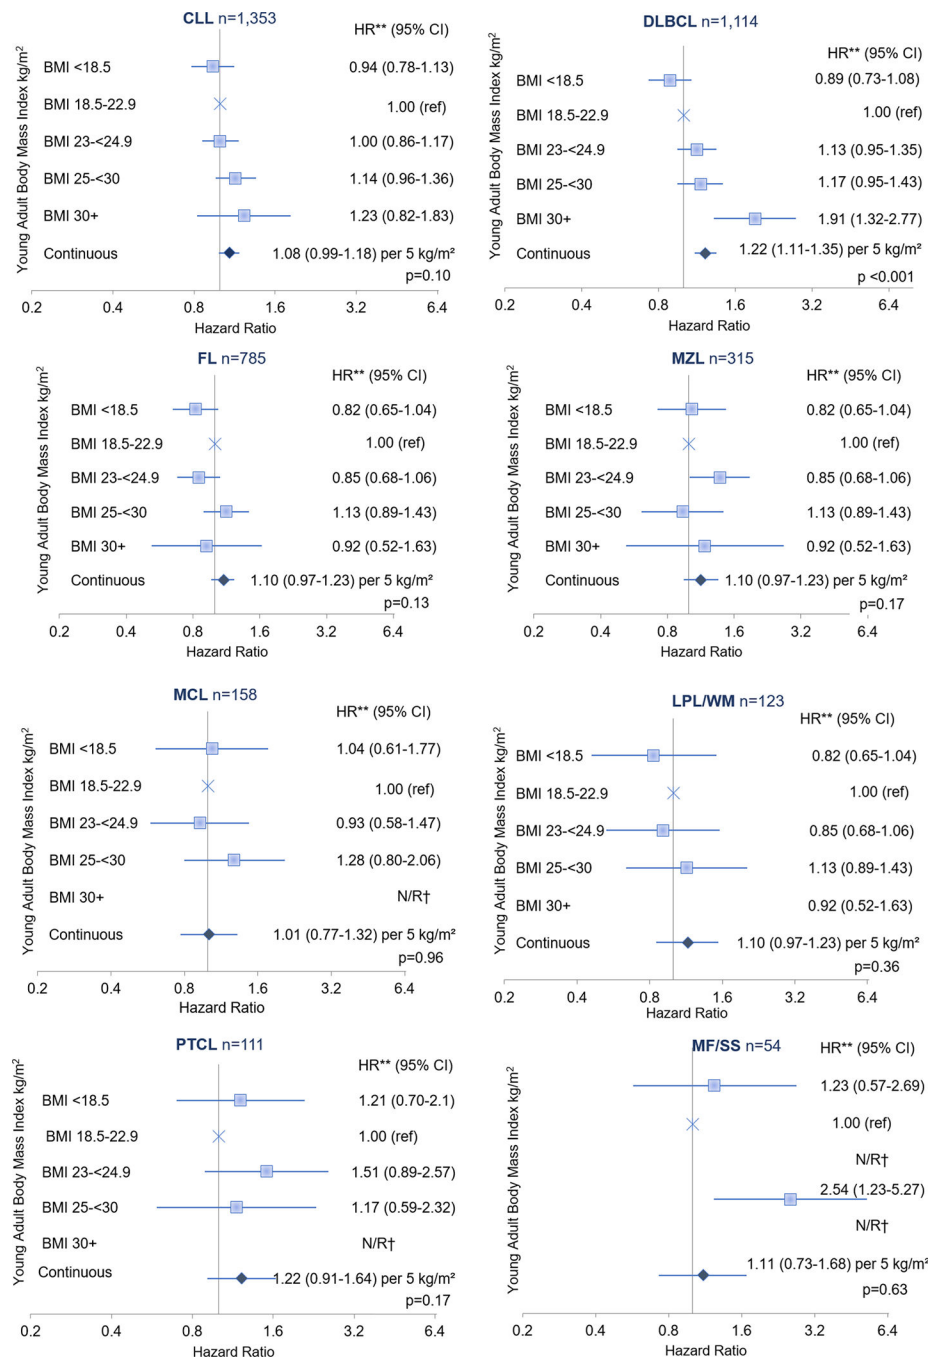 CLL n=1,353
HR** (95% CI)
Young Adult Body Mass Index kg/m²
BMI <18.5 0.94 (0.78-1.13)
BMI 18.5-22.9 1.00 (ref)
BMI 23-<24.9 1.00 (0.86-1.17)
BMI 25-<30 1.14 (0.96-1.36)
BMI 30+ 1.23 (0.82-1.83)
Continuous 1.08 (0.99-1.18) per 5 kg/m²
p=0.10
0.2 0.4 0.8 1.6 3.2 6.4
Hazard Ratio
DLBCL n=1,114
HR** (95% CI)
Young Adult Body Mass Index kg/m²
BMI <18.5 0.89 (0.73-1.08)
BMI 18.5-22.9 1.00 (ref)
BMI 23-<24.9 1.13 (0.95-1.35)
BMI 25-<30 1.17 (0.95-1.43)
BMI 30+ 1.91 (1.32-2.77)
Continuous 1.22 (1.11-1.35) per 5 kg/m²
p <0.001
0.2 0.4 0.8 1.6 3.2 6.4
Hazard Ratio
FL n=785
HR** (95% CI)
Young Adult Body Mass Index kg/m²
BMI <18.5 0.82 (0.65-1.04)
BMI 18.5-22.9 1.00 (ref)
BMI 23-<24.9 0.85 (0.68-1.06)
BMI 25-<30 1.13 (0.89-1.43)
BMI 30+ 0.92 (0.52-1.63)
Continuous 1.10 (0.97-1.23) per 5 kg/m²
p=0.13
0.2 0.4 0.8 1.6 3.2 6.4
Hazard Ratio
MZL n=315
HR** (95% CI)
Young Adult Body Mass Index kg/m²
BMI <18.5 0.82 (0.65-1.04)
BMI 18.5-22.9 1.00 (ref)
BMI 23-<24.9 0.85 (0.68-1.06)
BMI 25-<30 1.13 (0.89-1.43)
BMI 30+ 0.92 (0.52-1.63)
Continuous 1.10 (0.97-1.23) per 5 kg/m²
p=0.17
0.2 0.4 0.8 1.6 3.2 6.4
Hazard Ratio
MCL n=158
HR** (95% CI)
Young Adult Body Mass Index kg/m²
BMI <18.5 1.04 (0.61-1.77)
BMI 18.5-22.9 1.00 (ref)
BMI 23-<24.9 0.93 (0.58-1.47)
BMI 25-<30 1.28 (0.80-2.06)
BMI 30+ N/R†
Continuous 1.01 (0.77-1.32) per 5 kg/m²
p=0.96
0.2 0.4 0.8 1.6 3.2 6.4
Hazard Ratio
LPL/WM n=123
HR** (95% CI)
Young Adult Body Mass Index kg/m²
BMI <18.5 0.82 (0.65-1.04)
BMI 18.5-22.9 1.00 (ref)
BMI 23-<24.9 0.85 (0.68-1.06)
BMI 25-<30 1.13 (0.89-1.43)
BMI 30+ 0.92 (0.52-1.63)
Continuous 1.10 (0.97-1.23) per 5 kg/m²
p=0.36
0.2 0.4 0.8 1.6 3.2 6.4
Hazard Ratio
PTCL n=111
HR** (95% CI)
Young Adult Body Mass Index kg/m²
BMI <18.5 1.21 (0.70-2.1)
BMI 18.5-22.9 1.00 (ref)
BMI 23-<24.9 1.51 (0.89-2.57)
BMI 25-<30 1.17 (0.59-2.32)
BMI 30+ N/R†
Continuous 1.22 (0.91-1.64) per 5 kg/m²
p=0.17
0.2 0.4 0.8 1.6 3.2 6.4
Hazard Ratio
MF/SS n=54
HR** (95% CI)
Young Adult Body Mass Index kg/m²
1.23 (0.57-2.69)
1.00 (ref)
N/R†
2.54 (1.23-5.27)
N/R†
1.11 (0.73-1.68) per 5 kg/m²
p=0.63
0.2 0.4 0.8 1.6 3.2 6.4
Hazard Ratio